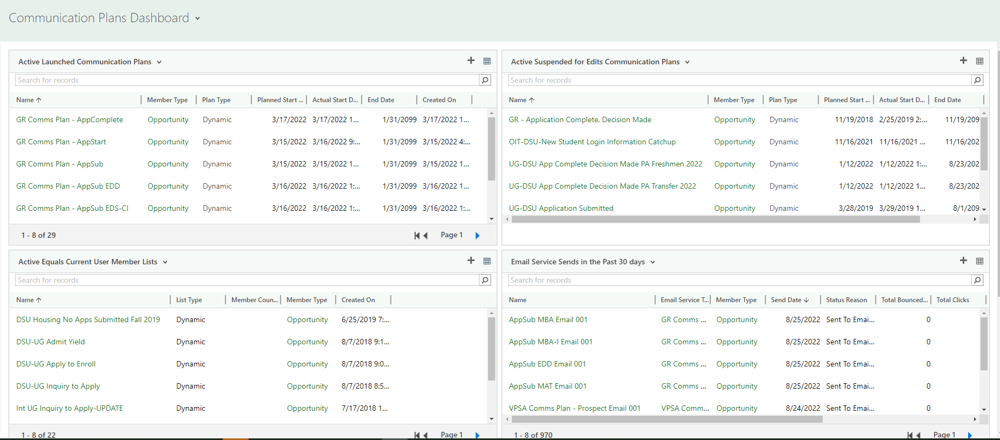 Communication Plans Dashboard
Active Launched Communication Plans
Search for records
Name Member Type Plan Type Planned Start ... Actual Start D... End Date Created On
GR Comms Plan - AppComplete Opportunity Dynamic 3/17/2022 3/17/2022 1... 1/31/2099 3/17/2022 1...
GR Comms Plan - AppStart Opportunity Dynamic 3/15/2022 3/16/2022 9:... 1/31/2099 3/15/2022 4:...
GR Comms Plan - AppSub Opportunity Dynamic 3/15/2022 3/15/2022 1... 1/31/2099 3/15/2022 1...
GR Comms Plan - AppSub EDD Opportunity Dynamic 3/16/2022 3/16/2022 1:... 1/31/2099 3/16/2022 1...
GR Comms Plan - AppSub EDS-CI Opportunity Dynamic 3/16/2022 3/16/2022 1:... 1/31/2099 3/16/2022 1:...
1 - 8 of 29 Page 1
Active Suspended for Edits Communication Plans
Search for records
Name Member Type Plan Type Planned Start ... Actual Start D... End Date
GR - Application Complete, Decision Made Opportunity Dynamic 11/19/2018 2/25/2019 2:... 11/19/209
OIT-DSU-New Student Login Information Catchup Opportunity Dynamic 11/16/2021 11/16/2021 ... 11/16/202
UG-DSU App Complete Decision Made PA Freshmen 2022 Opportunity Dynamic 1/12/2022 1/12/2022 1:... 8/23/202
UG-DSU App Complete Decision Made PA Transfer 2022 Opportunity Dynamic 1/12/2022 1/12/2022 1... 8/23/202
UG-DSU Application Submitted Opportunity Dynamic 3/28/2019 3/29/2019 1... 8/1/209
Active Equals Current User Member Lists
Search for records
Name List Type Member Coun... Member Type Created On
DSU Housing No Apps Submitted Fall 2019 Dynamic Opportunity 6/25/2019 7:...
DSU-UG Admit Yield Dynamic Opportunity 8/7/2018 9:1...
DSU-UG Apply to Enroll Dynamic Opportunity 8/7/2018 9:0...
DSU-UG Inquiry to Apply Dynamic Opportunity 8/7/2018 8:5...
Int UG Inquiry to Apply-UPDATE Dynamic Opportunity 7/17/2018 1...
1 - 8 of 22 Page 1
Email Service Sends in the Past 30 days
Search for records
Name Email Service T... Member Type Send Date Status Reason Total Bounced... Total Clicks
AppSub MBA Email 001 GR Comms ... Opportunity 8/25/2022 Sent To Emai... 0
AppSub MBA-I Email 001 GR Comms ... Opportunity 8/25/2022 Sent To Emai... 0
AppSub EDD Email 001 GR Comms ... Opportunity 8/25/2022 Sent To Emai... 0
AppSub MAT Email 001 GR Comms ... Opportunity 8/25/2022 Sent To Emai... 0
VPSA Comms Plan - Prospect Email 001 VPSA Comm... Opportunity 8/24/2022 Sent To Emai... 0
1 - 8 of 970 Page 1